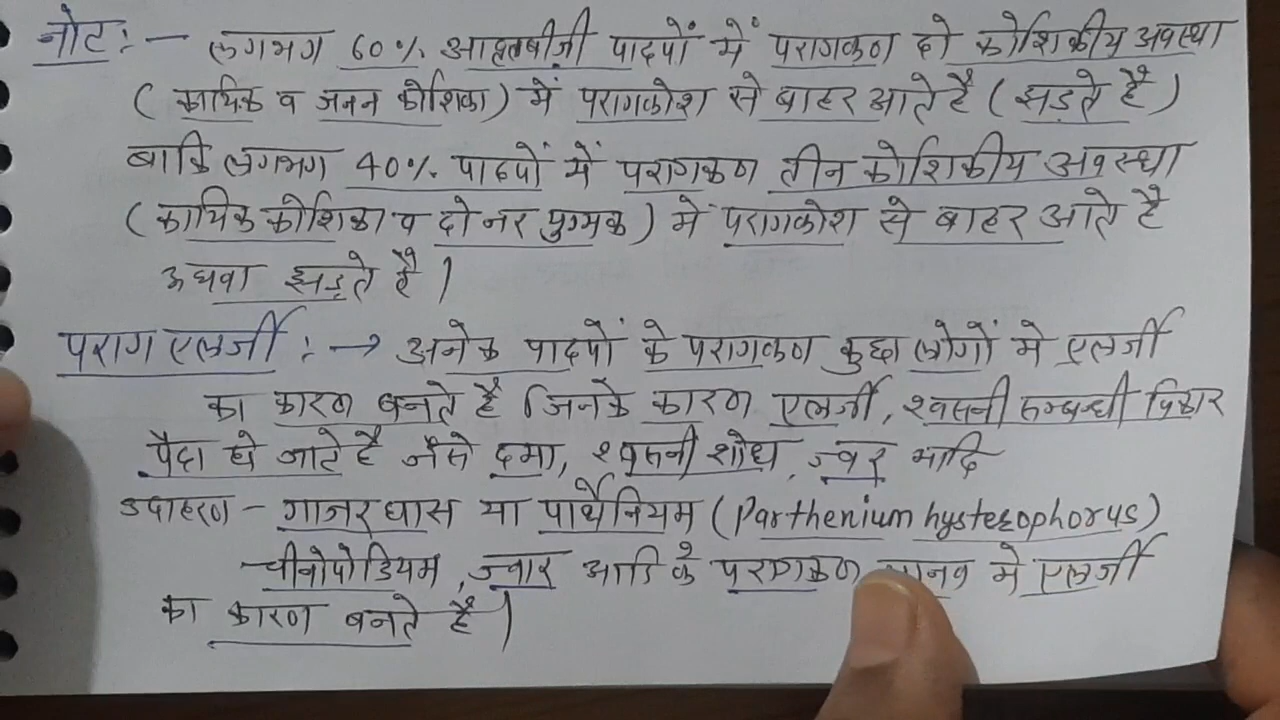 नोट:- लगभग 60% आवृतबीजी पादपों में परागकण दो कोशिकीय अवस्था
(कायिक व जनन कोशिका) में परागकोश से बाहर आते है (झड़ते है)
बाकि लगभग 40% पादपों में परागकण तीन कोशिकीय अवस्था
(कायिक कोशिका व दो नर युग्मक) में परागकोश से बाहर आते है
अथवा झड़ते है।
पराग एलर्जी :→ अनेक पादपों के परागकण कुछ लोगों मे एलर्जी
का कारण बनते है जिनके कारण एलर्जी, श्वसनी सम्बन्धी विकार
पैदा हो जाते है जैसे दमा, श्वसनी शोथ, ज्वर आदि
उदाहरण - गाजर घास या पार्थेनियम (Parthenium hysterophorus)
चीनोपोडियम, ज्वार आदि के परागकण मानव मे एलर्जी
का कारण बनते है।